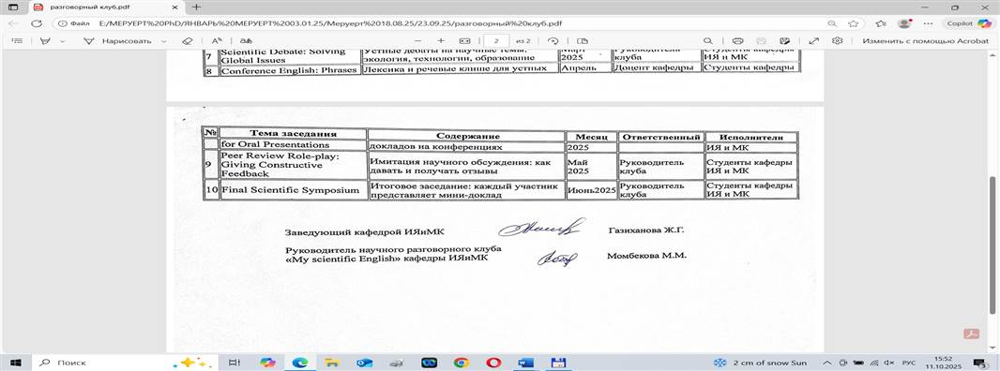 разговорный клуб.pdf
Файл E:/МЕРУЕРТ%20PhD/ЯНВАРЬ%20МЕРУЕРТ%2003.01.25/Меруерт%2018.08.25/23.09.25/разговорный%20клуб.pdf
Copilot
Нарисовать 2 из 2 Изменить с помощью Acrobat
7 Scientific Debate: Solving Global Issues
Устные дебаты на научные темы: экология, технологии, образование
2025
клуба
Студенты кафедры ИЯ и МК
8 Conference English: Phrases Лексика и речевые клише для устных Апрель Доцент кафедры Студенты кафедры
№ Тема заседания Содержание Месяц Ответственный Исполнители
for Oral Presentations докладов на конференциях 2025 ИЯ и МК
9 Peer Review Role-play:
Giving Constructive
Feedback
Имитация научного обсуждения: как
давать и получать отзывы
Май
2025
Руководитель
клуба
Студенты кафедры
ИЯ и МК
10 Final Scientific Symposium
Итоговое заседание: каждый участник
представляет мини-доклад
Июнь2025
Руководитель
клуба
Студенты кафедры
ИЯ и МК
Заведующий кафедрой ИЯиМК Газиханова Ж.Г.
Руководитель научного разговорного клуба
«My scientific English» кафедры ИЯиМК Момбекова М.М.
Поиск
2 cm of snow Sun
РУС
15:52
11.10.2025
3